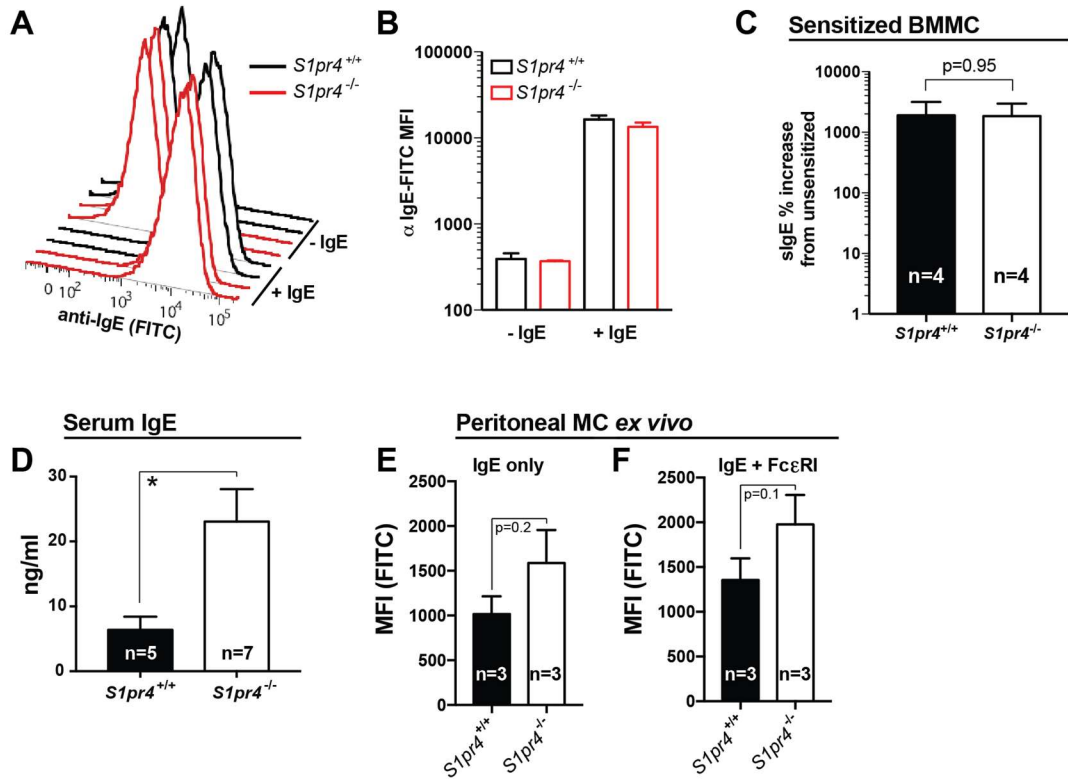 A
S1pr4+/+
S1pr4-/-
- IgE
+ IgE
0 10² 10³ 10⁴ 10⁵
anti-IgE (FITC)
B
100000
10000
1000
100
α IgE-FITC MFI
S1pr4+/+
S1pr4-/-
- IgE + IgE
C
Sensitized BMMC
p=0.95
10000
1000
100
10
1
sIgE % increase
from unsensitized
n=4 n=4
S1pr4+/+ S1pr4-/-
Serum IgE
D
*
30
20
10
0
ng/ml
n=5 n=7
S1pr4+/+ S1pr4-/-
Peritoneal MC ex vivo
E
IgE only
p=0.2
2500
2000
1500
1000
500
0
MFI (FITC)
n=3 n=3
S1pr4+/+ S1pr4-/-
F
IgE + FcεRI
p=0.1
2500
2000
1500
1000
500
0
MFI (FITC)
n=3 n=3
S1pr4+/+ S1pr4-/-